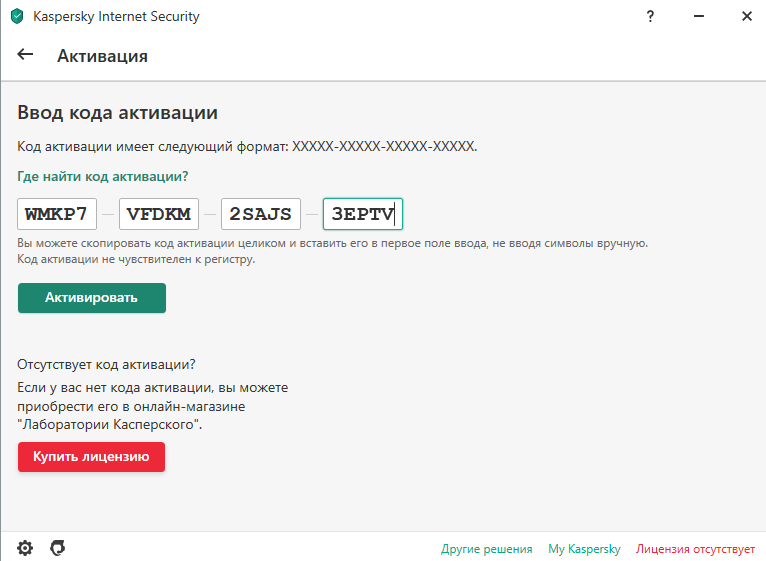 Kaspersky Internet Security
Активация
Ввод кода активации
Код активации имеет следующий формат: XXXXX-XXXXX-XXXXX-XXXXX.
Где найти код активации?
WMKP7 — VFDKM — 2SAJS — 3EPTV
Вы можете скопировать код активации целиком и вставить его в первое поле ввода, не вводя символы вручную.
Код активации не чувствителен к регистру.
Активировать
Отсутствует код активации?
Если у вас нет кода активации, вы можете
приобрести его в онлайн-магазине
"Лаборатории Касперского".
Купить лицензию
Другие решения My Kaspersky Лицензия отсутствует